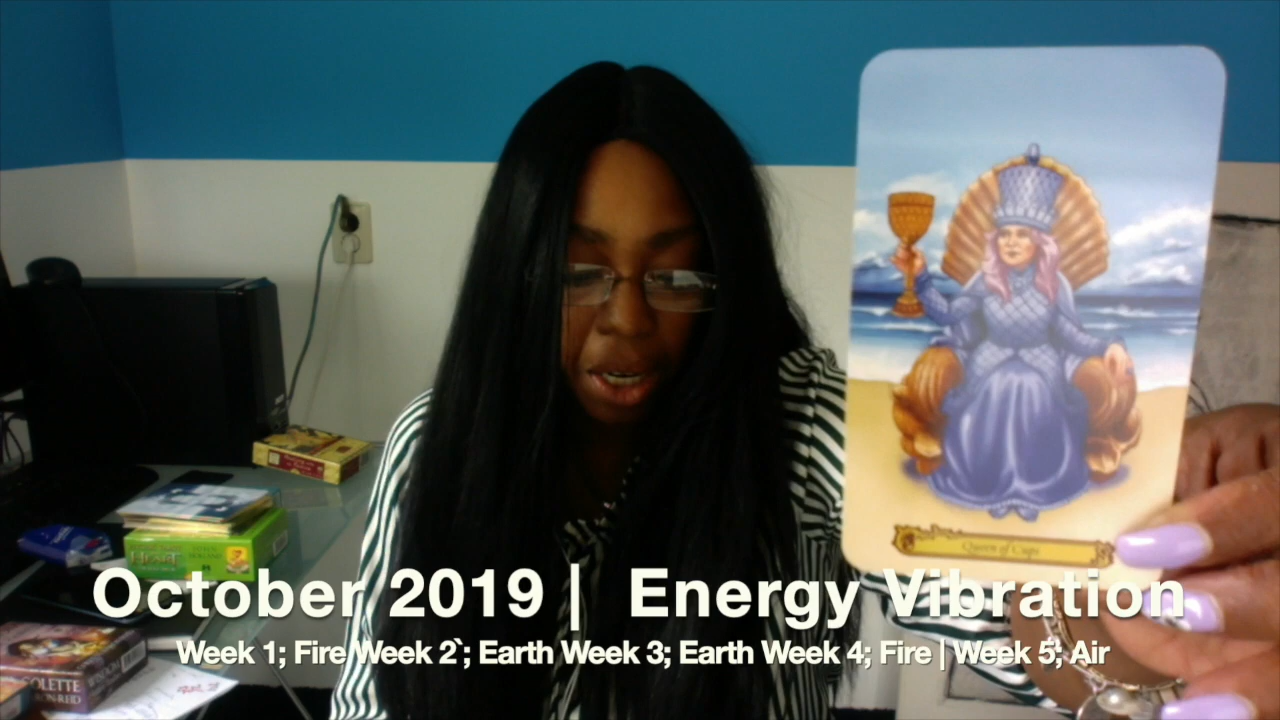 Queen of Cups
October 2019 | Energy Vibration
Week 1; Fire Week 2`; Earth Week 3; Earth Week 4; Fire | Week 5; Air
COLETTE